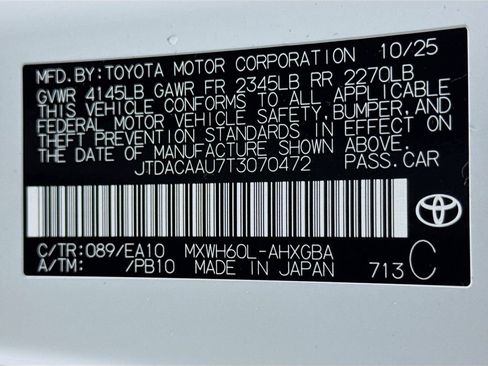 MFD.BY:TOYOTA MOTOR CORPORATION 10/25
GVWR 4145LB GAWR FR 2345LB RR 2270LB
THIS VEHICLE CONFORMS TO ALL APPLICABLE
FEDERAL MOTOR VEHICLE SAFETY,BUMPER,AND
THEFT PREVENTION STANDARDS IN EFFECT ON
THE DATE OF MANUFACTURE SHOWN ABOVE.
JTDACAAU7T3070472 PASS.CAR
C/TR:089/EA10 MXWH60L-AHXGBA
A/TM: /PB10 MADE IN JAPAN 713 C
TOYOTA